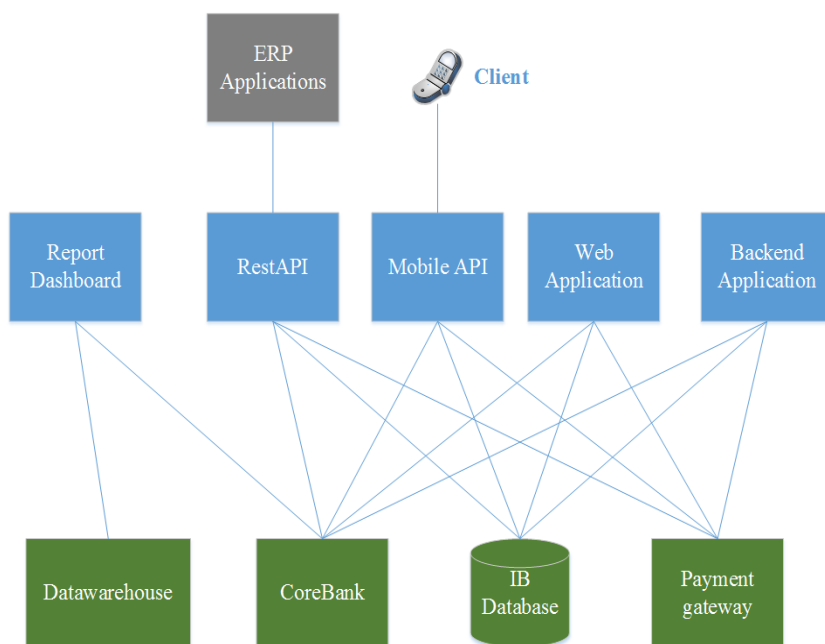 ERP
Applications
Client
Report
Dashboard
RestAPI
Mobile API
Web
Application
Backend
Application
Datawarehouse
CoreBank
IB
Database
Payment
gateway